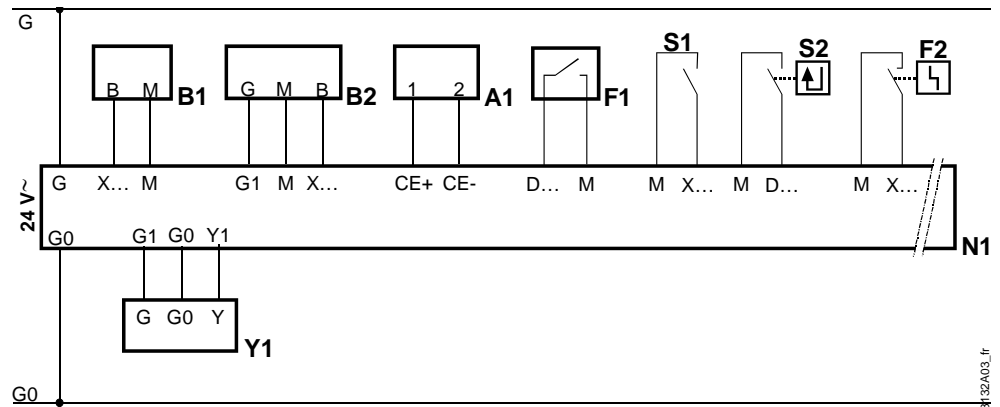 G
S1 S2 F2
B M B1
G M B B2
1 2 A1
F1
24 V~
G X... M G1 M X... CE+ CE- D... M M X... M D... M X...
G0 G1 G0 Y1
N1
G G0 Y
Y1
G0
3132A03_fr